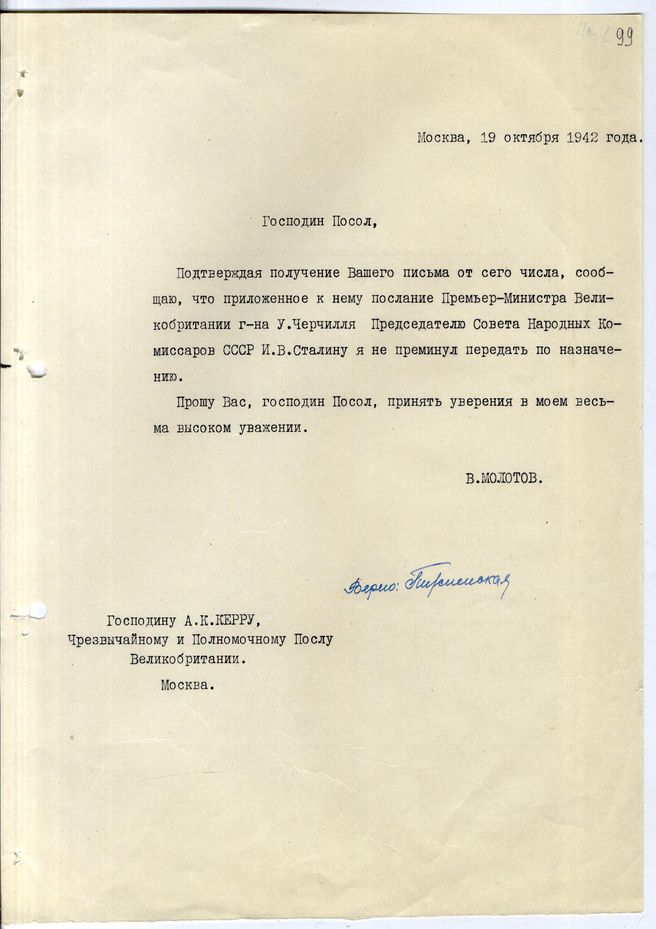 99
Москва, 19 октября 1942 года.
Господин Посол,
Подтверждая получение Вашего письма от сего числа, сооб-
щаю, что приложенное к нему послание Премьер-Министра Вели-
кобритании г-на У.Черчилля Председателю Совета Народных Ко-
миссаров СССР И.В.Сталину я не преминул передать по назначе-
нию.
Прошу Вас, господин Посол, принять уверения в моем весь-
ма высоком уважении.
В.МОЛОТОВ.
Верно:
Господину А.К.КЕРРУ,
Чрезвычайному и Полномочному Послу
Великобритании.
Москва.